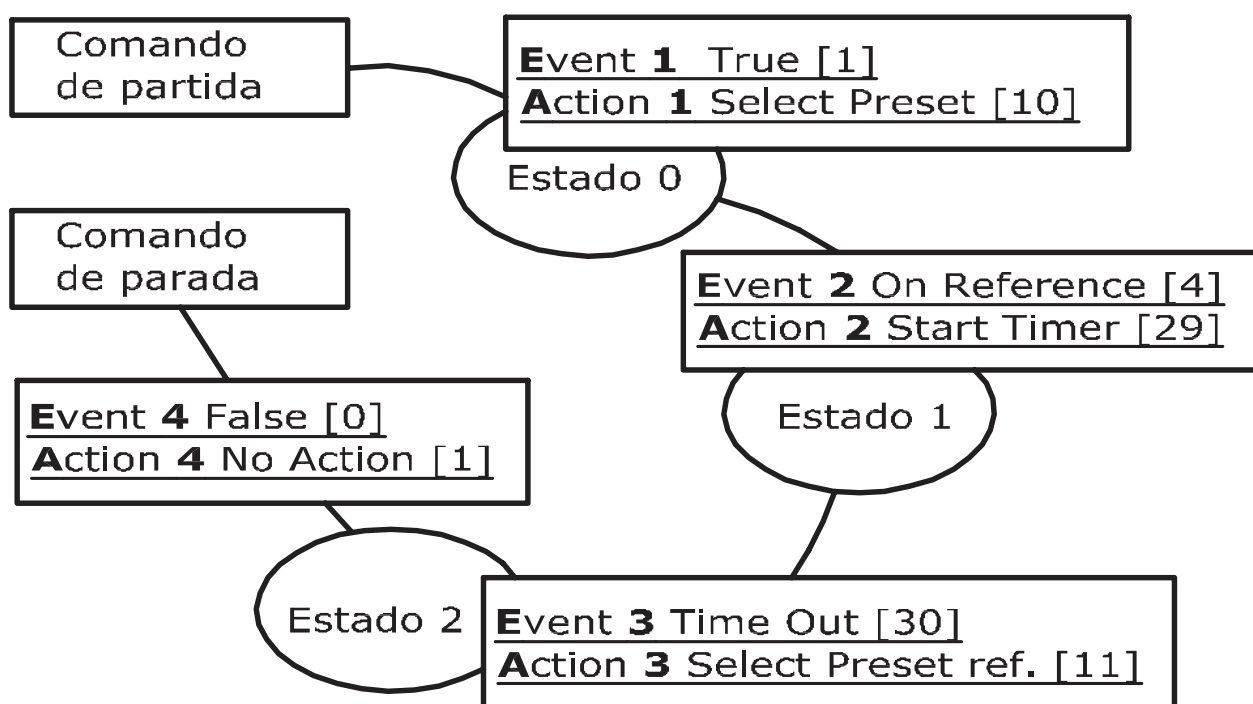 Comando
de partida
Event 1 True [1]
Action 1 Select Preset [10]
Estado 0
Comando
de parada
Event 2 On Reference [4]
Action 2 Start Timer [29]
Estado 1
Event 4 False [0]
Action 4 No Action [1]
Estado 2
Event 3 Time Out [30]
Action 3 Select Preset ref. [11]